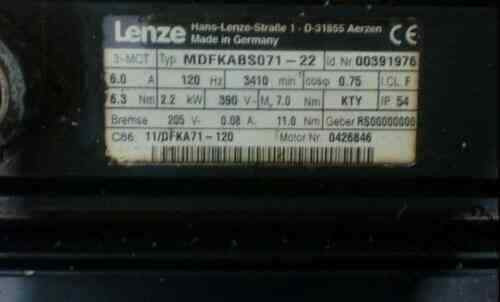 Lenze Hans-Lenze-Straße 1 - D-31855 Aerzen
Made in Germany
CE
3~MOT Typ MDFKABS071-22 Id. Nr 00391976
6.0 A 120 Hz 3410 min⁻¹ cosφ 0.75 I.CL F
6.3 Nm 2.2 kW 390 V~ M₀ 7.0 Nm KTY IP 54
Bremse 205 V- 0.08 A 11.0 Nm Geber RS00000000
C86 11/DFKA71-120 Motor Nr 0426846